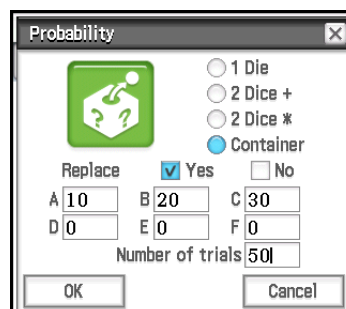 Probability
1 Die
2 Dice +
2 Dice *
Container
? ?
Replace Yes No
A 10 B 20 C 30
D 0 E 0 F 0
Number of trials 50
OK Cancel